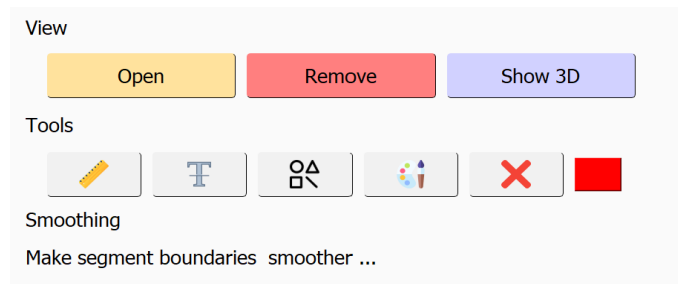 View
Open Remove Show 3D
Tools
Smoothing
Make segment boundaries  smoother ...